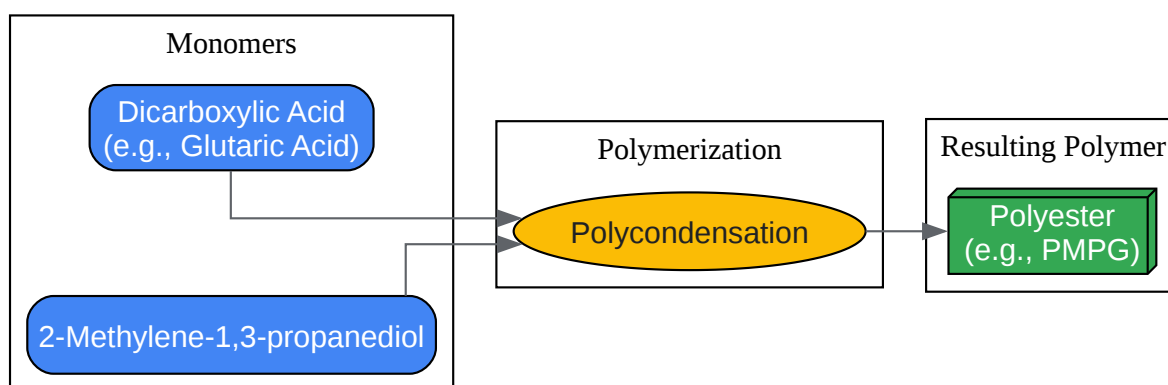 Monomers
Dicarboxylic Acid
(e.g., Glutaric Acid)
2-Methylene-1,3-propanediol
Polymerization
Polycondensation
Resulting Polymer
Polyester
(e.g., PMPG)